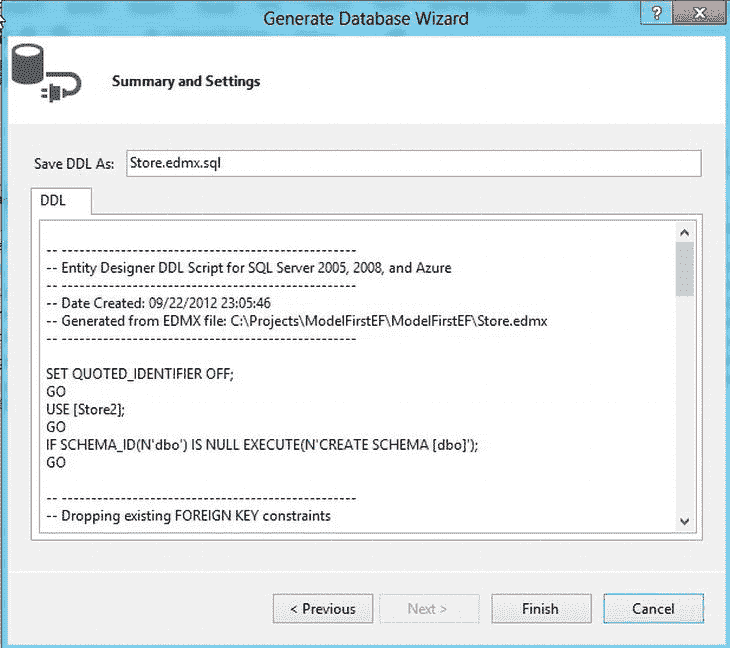 Generate Database Wizard
?
Summary and Settings
Save DDL As: Store.edmx.sql
DDL
-- --------------------------------------------------
-- Entity Designer DDL Script for SQL Server 2005, 2008, and Azure
-- --------------------------------------------------
-- Date Created: 09/22/2012 23:05:46
-- Generated from EDMX file: C:\Projects\ModelFirstEF\ModelFirstEF\Store.edmx
-- --------------------------------------------------
SET QUOTED_IDENTIFIER OFF;
GO
USE [Store2];
GO
IF SCHEMA_ID(N'dbo') IS NULL EXECUTE(N'CREATE SCHEMA [dbo]');
GO
-- --------------------------------------------------
-- Dropping existing FOREIGN KEY constraints
< Previous Next > Finish Cancel